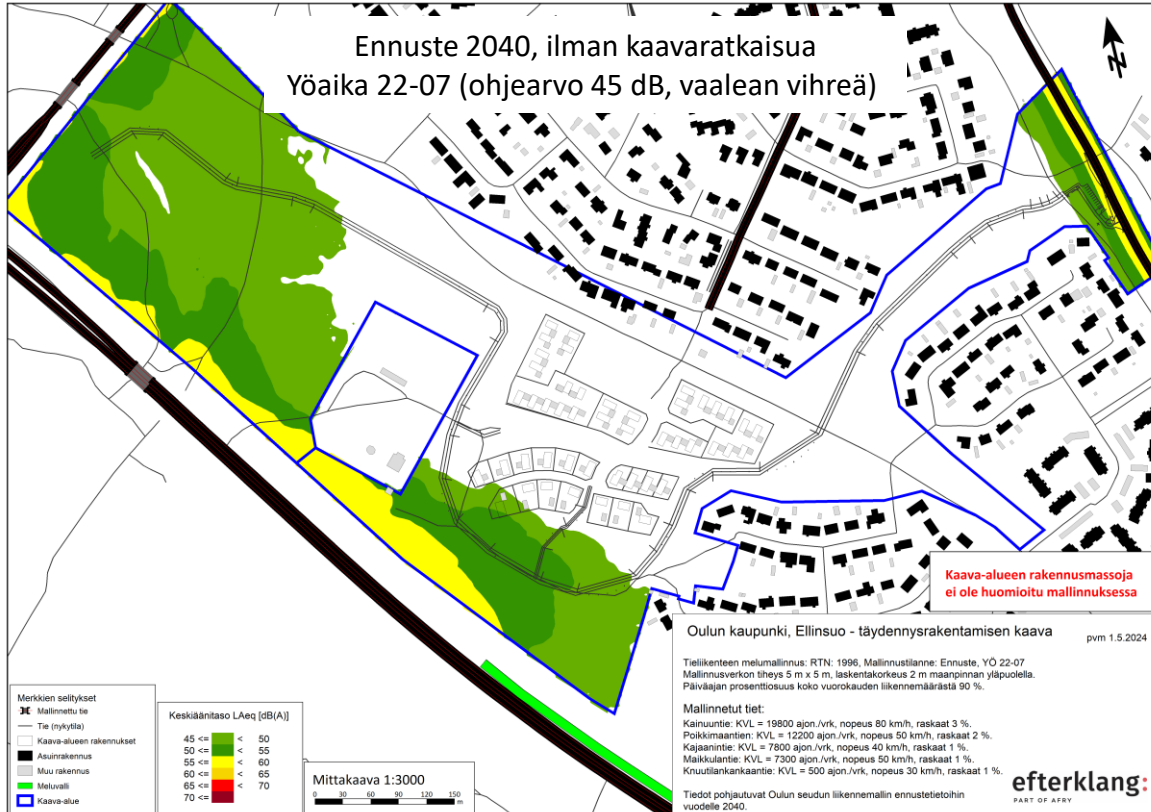 Ennuste 2040, ilman kaavaratkaisua
Yöaika 22-07 (ohjearvo 45 dB, vaalean vihreä)
N
Kaava-alueen rakennusmassoja
ei ole huomioitu mallinnuksessa
Oulun kaupunki, Ellinsuo - täydennysrakentamisen kaava
pvm 1.5.2024
Tieliikenteen melumallinnus: RTN: 1996, Mallinnustilanne: Ennuste, YÖ 22-07
Mallinnusverkon tiheys 5 m x 5 m, laskentakorkeus 2 m maanpinnan yläpuolella.
Päiväajan prosenttiosuus koko vuorokauden liikennemäärästä 90 %.
Mallinnetut tiet:
Kainuuntie: KVL = 19800 ajon./vrk, nopeus 80 km/h, raskaat 3 %.
Poikkimaantien: KVL = 12200 ajon./vrk, nopeus 50 km/h, raskaat 2 %.
Kajaanintie: KVL = 7800 ajon./vrk, nopeus 40 km/h, raskaat 1 %.
Maikkulantie: KVL = 7300 ajon./vrk, nopeus 50 km/h, raskaat 1 %.
Knuutilankankaantie: KVL = 500 ajon./vrk, nopeus 30 km/h, raskaat 1 %.
Tiedot pohjautuvat Oulun seudun liikennemallin ennustetietoihin
vuodelle 2040.
efterklang:
PART OF AFRY
Merkkien selitykset
Mallinnettu tie
Tie (nykytila)
Kaava-alueen rakennukset
Asuinrakennus
Muu rakennus
Meluvalli
Kaava-alue
Keskiäänitaso LAeq [dB(A)]
45 <= < 50
50 <= < 55
55 <= < 60
60 <= < 65
65 <= < 70
70 <=
Mittakaava 1:3000
0 30 60 90 120 150
m